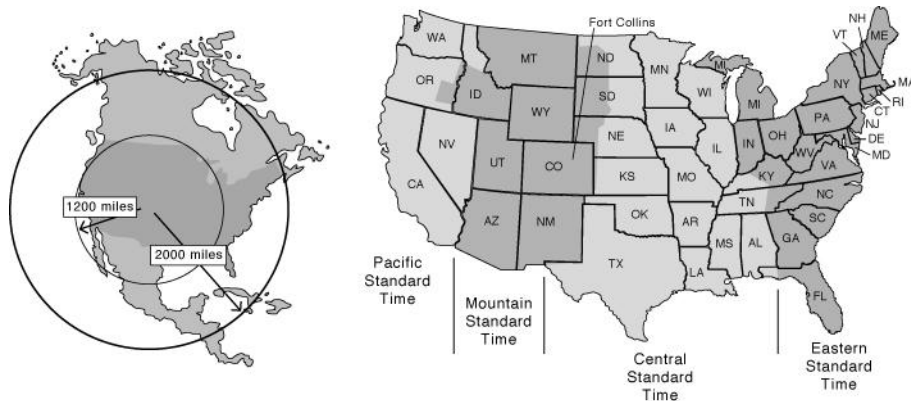 1200 miles
2000 miles
Fort Collins
WA
OR
CA
NV
ID
MT
WY
UT
CO
AZ
NM
ND
SD
NE
KS
OK
TX
MN
IA
MO
AR
LA
WI
IL
MS
MI
MI
IN
OH
KY
TN
AL
GA
FL
SC
NC
VA
WV
PA
NY
VT
NH
ME
MA
RI
CT
NJ
DE
MD
Pacific
Standard
Time
Mountain
Standard
Time
Central
Standard
Time
Eastern
Standard
Time